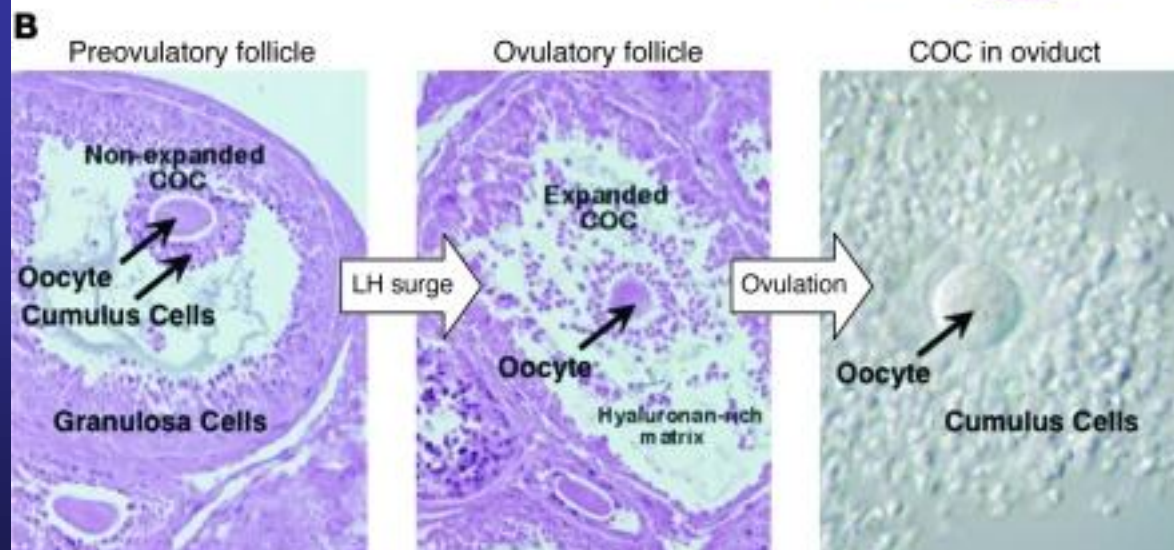 B
Preovulatory follicle
Ovulatory follicle
COC in oviduct
Non-expanded
COC
Oocyte
Cumulus Cells
Granulosa Cells
LH surge
Expanded
COC
Oocyte
Hyaluronan-rich
matrix
Ovulation
Oocyte
Cumulus Cells